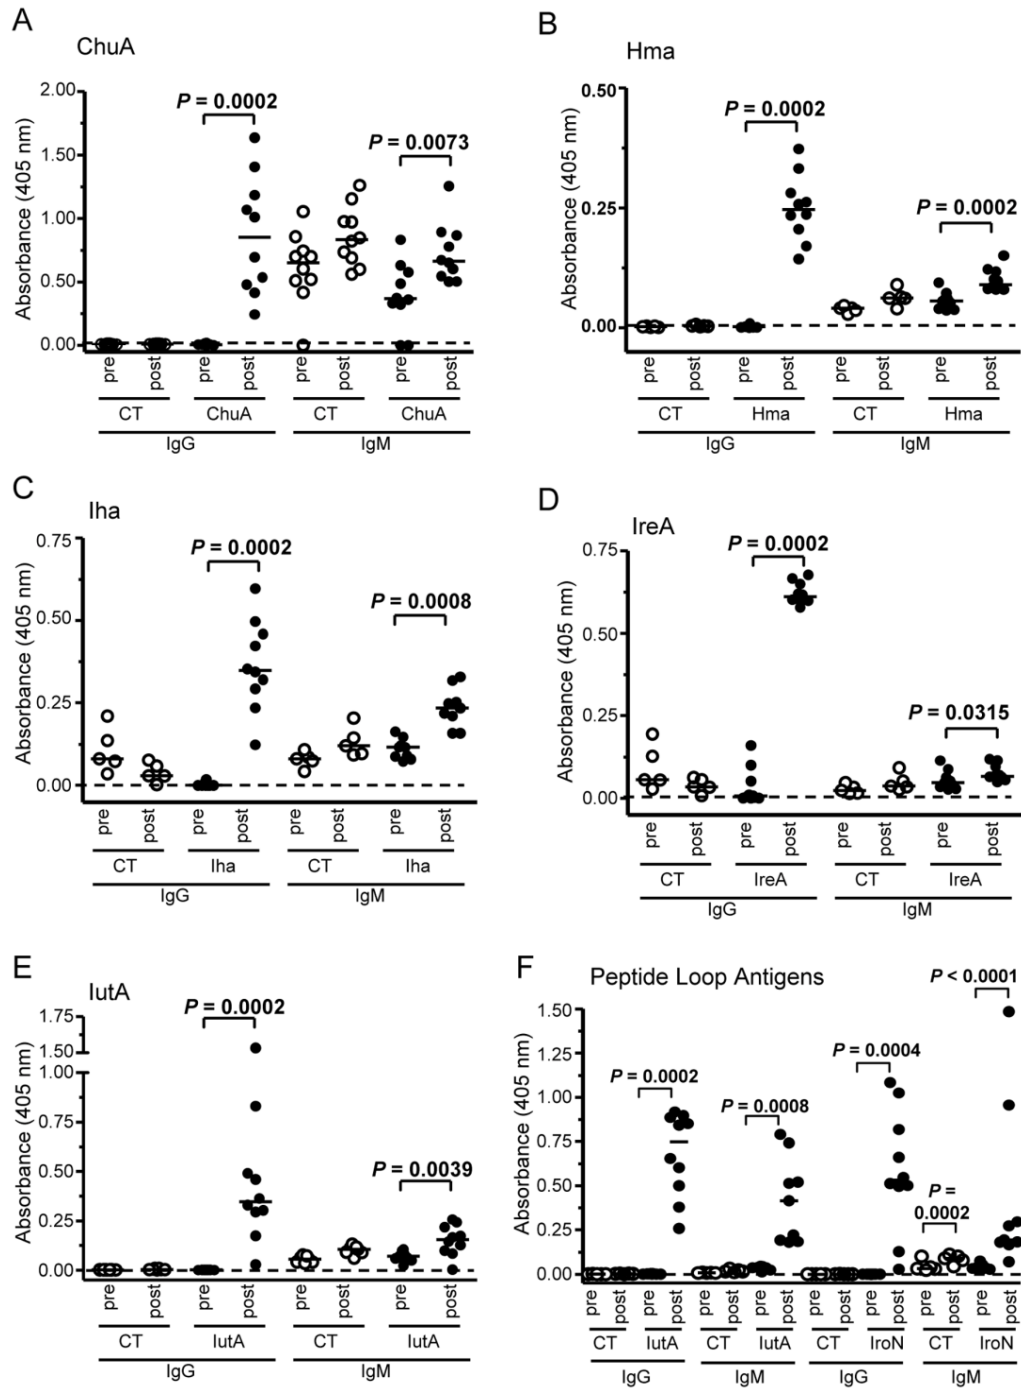 A
ChuA
P = 0.0002
P = 0.0073
Absorbance (405 nm)
2.00
1.50
1.00
0.50
0.00
pre
post
pre
post
pre
post
pre
post
CT
ChuA
CT
ChuA
IgG
IgM
B
Hma
P = 0.0002
P = 0.0002
Absorbance (405 nm)
0.50
0.25
0.00
pre
post
pre
post
pre
post
pre
post
CT
Hma
CT
Hma
IgG
IgM
C
Iha
P = 0.0002
P = 0.0008
Absorbance (405 nm)
0.75
0.50
0.25
0.00
pre
post
pre
post
pre
post
pre
post
CT
Iha
CT
Iha
IgG
IgM
D
IreA
P = 0.0002
P = 0.0315
Absorbance (405 nm)
0.75
0.50
0.25
0.00
pre
post
pre
post
pre
post
pre
post
CT
IreA
CT
IreA
IgG
IgM
E
IutA
P = 0.0002
P = 0.0039
Absorbance (405 nm)
1.75
1.50
1.00
0.75
0.50
0.25
0.00
pre
post
pre
post
pre
post
pre
post
CT
IutA
CT
IutA
IgG
IgM
F
Peptide Loop Antigens
P < 0.0001
P = 0.0004
P = 0.0002
P = 0.0008
P =
0.0002
Absorbance (405 nm)
1.50
1.25
1.00
0.75
0.50
0.25
0.00
pre
post
pre
post
pre
post
pre
post
pre
post
pre
post
pre
post
pre
post
CT
IutA
CT
IutA
CT
IroN
CT
IroN
IgG
IgM
IgG
IgM